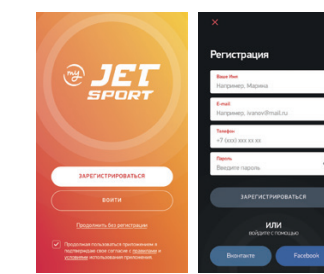 my JET
SPORT
ЗАРЕГИСТРИРОВАТЬСЯ
ВОЙТИ
Продолжить без регистрации
Продолжая пользоваться приложением я
подтверждаю свое согласие с правилами и
условиями использования приложения
Регистрация
Ваше Имя
Например, Марина
E-mail
Например, ivanov@mail.ru
Телефон
+7 (xxx) xxx xx xx
Пароль
Введите пароль
ЗАРЕГИСТРИРОВАТЬСЯ
ИЛИ
войдите с помощью
Вконтакте
Facebook